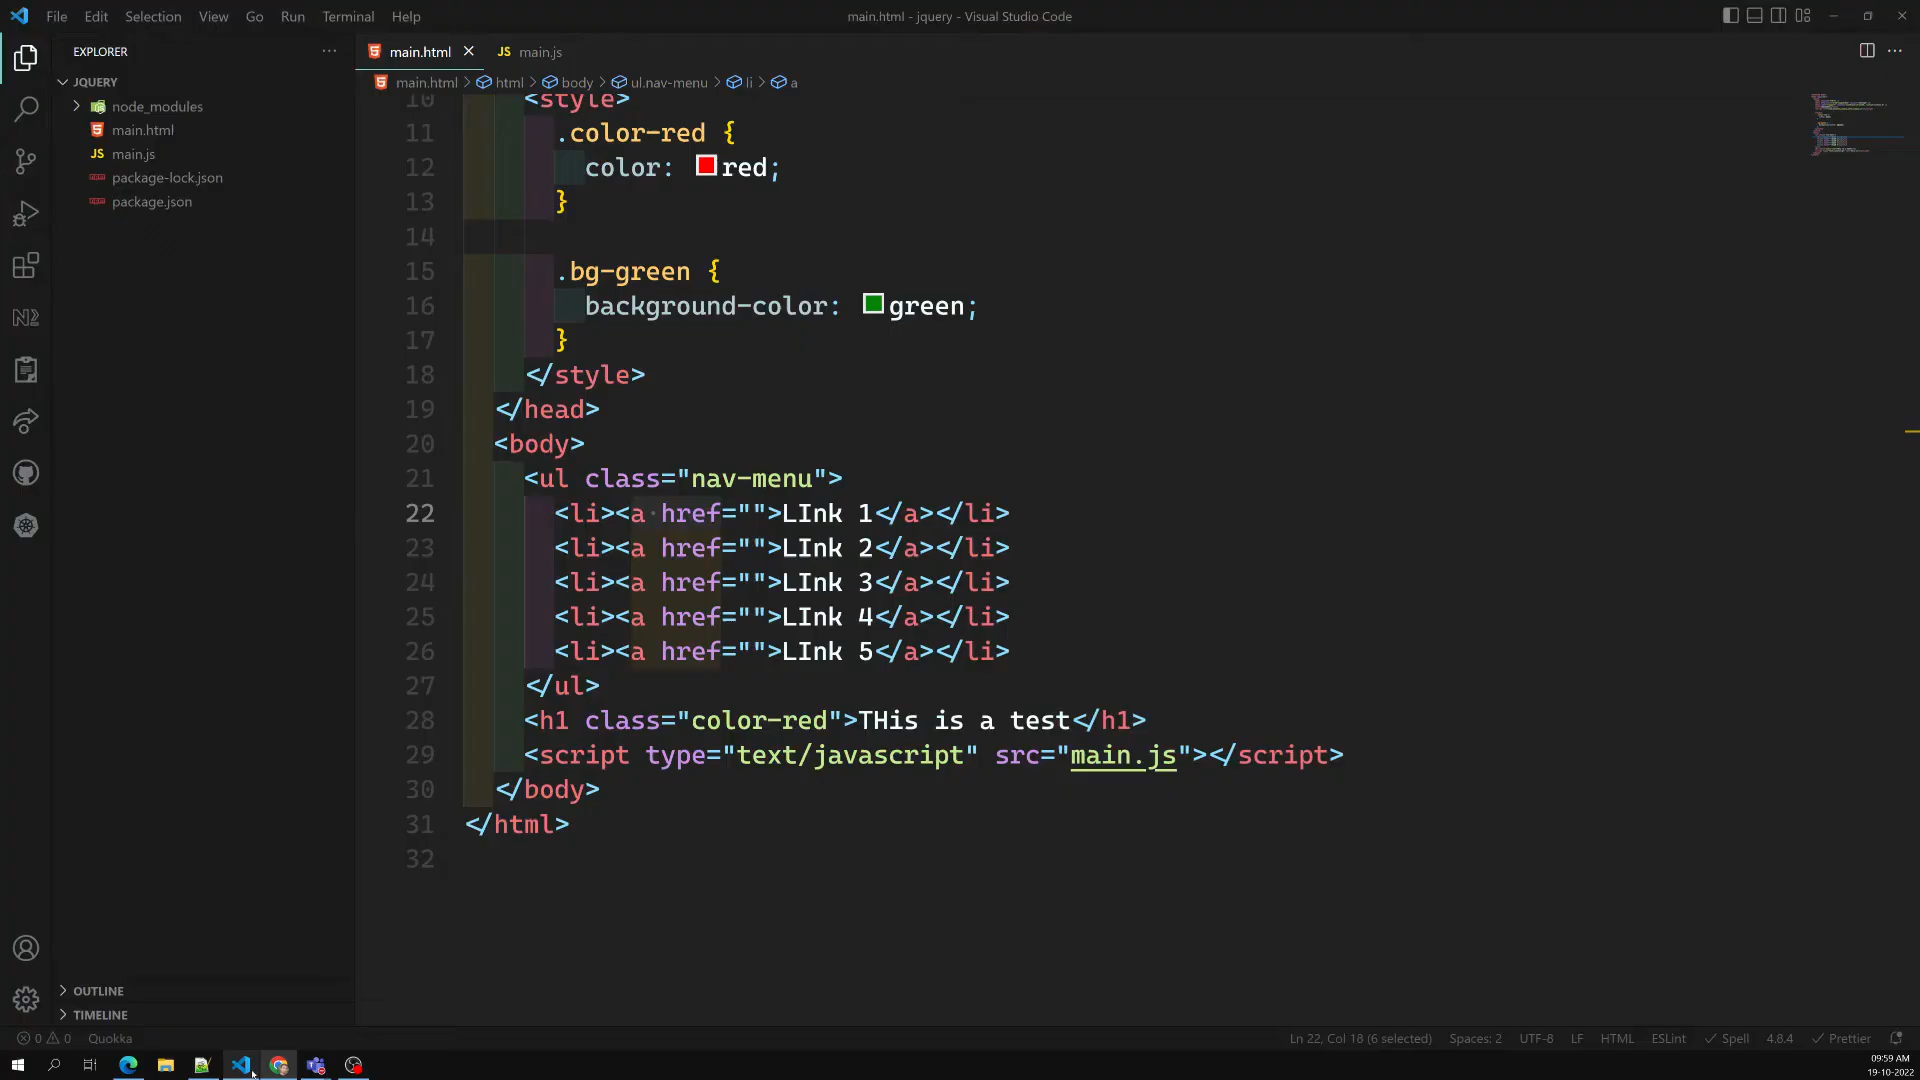 File Edit Selection View Go Run Terminal Help
main.html - jquery - Visual Studio Code
EXPLORER
JQUERY
node_modules
main.html
JS main.js
package-lock.json
package.json
OUTLINE
TIMELINE
main.html
JS main.js
main.html > html > body > ul.nav-menu > li > a
10 <style>
11 .color-red {
12 color: red;
13 }
14
15 .bg-green {
16 background-color: green;
17 }
18 </style>
19 </head>
20 <body>
21 <ul class="nav-menu">
22 <li><a href="">LInk 1</a></li>
23 <li><a href="">LInk 2</a></li>
24 <li><a href="">LInk 3</a></li>
25 <li><a href="">LInk 4</a></li>
26 <li><a href="">LInk 5</a></li>
27 </ul>
28 <h1 class="color-red">THis is a test</h1>
29 <script type="text/javascript" src="main.js"></script>
30 </body>
31 </html>
32
0 0 Quokka
Ln 22, Col 18 (6 selected) Spaces: 2 UTF-8 LF HTML ESLint Spell 4.8.4 Prettier
09:59 AM
19-10-2022